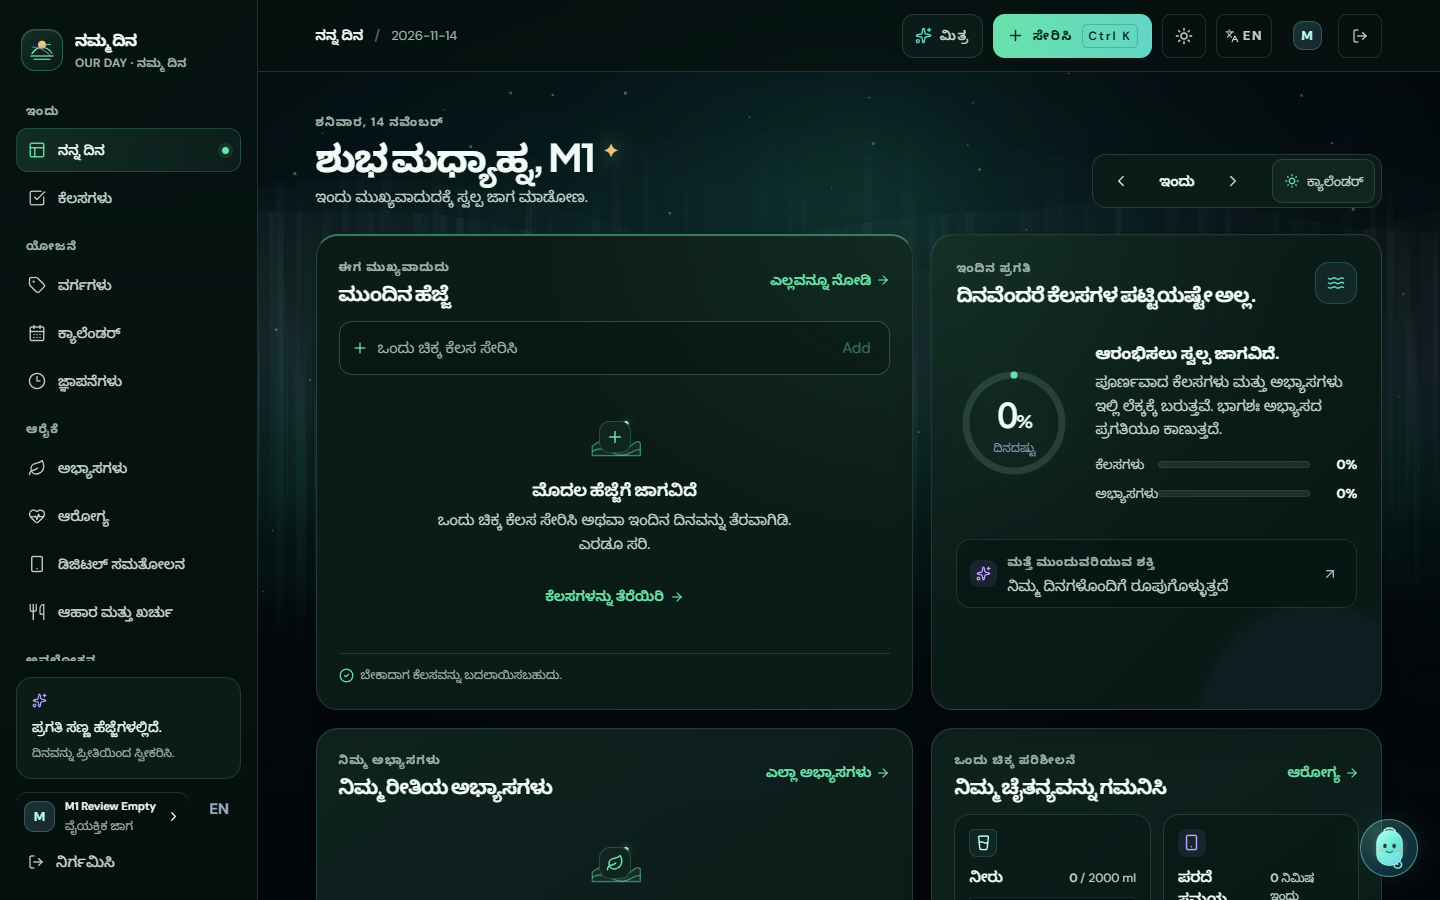 ನಮ್ಮ ದಿನ
OUR DAY · ನಮ್ಮ ದಿನ
ಇಂದು
ನನ್ನ ದಿನ
ಕೆಲಸಗಳು
ಯೋಜನೆ
ವರ್ಗಗಳು
ಕ್ಯಾಲೆಂಡರ್
ಜ್ಞಾಪನೆಗಳು
ಆರೈಕೆ
ಅಭ್ಯಾಸಗಳು
ಆರೋಗ್ಯ
ಡಿಜಿಟಲ್ ಸಮತೋಲನ
ಆಹಾರ ಮತ್ತು ಖರ್ಚು
ಪ್ರಗತಿ ಸಣ್ಣ ಹೆಜ್ಜೆಗಳಲ್ಲಿದೆ.
ದಿನವನ್ನು ಪ್ರೀತಿಯಿಂದ ಸ್ವೀಕರಿಸಿ.
M
M1 Review Empty
ವೈಯಕ್ತಿಕ ಜಾಗ
EN
ನಿರ್ಗಮಿಸಿ
ನನ್ನ ದಿನ / 2026-11-14
ಮಿತ್ರ
ಸೇರಿಸಿ Ctrl K
EN
M
ಶನಿವಾರ, 14 ನವೆಂಬರ್
ಶುಭ ಮಧ್ಯಾಹ್ನ, M1
ಇಂದು ಮುಖ್ಯವಾದುದಕ್ಕೆ ಸ್ವಲ್ಪ ಜಾಗ ಮಾಡೋಣ.
ಇಂದು
ಕ್ಯಾಲೆಂಡರ್
ಈಗ ಮುಖ್ಯವಾದುದು
ಮುಂದಿನ ಹೆಜ್ಜೆ
ಎಲ್ಲವನ್ನೂ ನೋಡಿ
ಒಂದು ಚಿಕ್ಕ ಕೆಲಸ ಸೇರಿಸಿ
Add
ಮೊದಲ ಹೆಜ್ಜೆಗೆ ಜಾಗವಿದೆ
ಒಂದು ಚಿಕ್ಕ ಕೆಲಸ ಸೇರಿಸಿ ಅಥವಾ ಇಂದಿನ ದಿನವನ್ನು ತೆರವಾಗಿಡಿ.
ಎರಡೂ ಸರಿ.
ಕೆಲಸಗಳನ್ನು ತೆರೆಯಿರಿ
ಬೇಕಾದಾಗ ಕೆಲಸವನ್ನು ಬದಲಾಯಿಸಬಹುದು.
ಇಂದಿನ ಪ್ರಗತಿ
ದಿನವೆಂದರೆ ಕೆಲಸಗಳ ಪಟ್ಟಿಯಷ್ಟೇ ಅಲ್ಲ.
0%
ದಿನದಷ್ಟು
ಆರಂಭಿಸಲು ಸ್ವಲ್ಪ ಜಾಗವಿದೆ.
ಪೂರ್ಣವಾದ ಕೆಲಸಗಳು ಮತ್ತು ಅಭ್ಯಾಸಗಳು
ಇಲ್ಲಿ ಲೆಕ್ಕಕ್ಕೆ ಬರುತ್ತವೆ. ಭಾಗಶಃ ಅಭ್ಯಾಸದ
ಪ್ರಗತಿಯೂ ಕಾಣುತ್ತದೆ.
ಕೆಲಸಗಳು 0%
ಅಭ್ಯಾಸಗಳು 0%
ಮತ್ತೆ ಮುಂದುವರಿಯುವ ಶಕ್ತಿ
ನಿಮ್ಮ ದಿನಗಳೊಂದಿಗೆ ರೂಪುಗೊಳ್ಳುತ್ತದೆ
ನಿಮ್ಮ ಅಭ್ಯಾಸಗಳು
ನಿಮ್ಮ ರೀತಿಯ ಅಭ್ಯಾಸಗಳು
ಎಲ್ಲಾ ಅಭ್ಯಾಸಗಳು
ಒಂದು ಚಿಕ್ಕ ಪರಿಶೀಲನೆ
ನಿಮ್ಮ ಚೈತನ್ಯವನ್ನು ಗಮನಿಸಿ
ಆರೋಗ್ಯ
ನೀರು
0 / 2000 ml
ಪರದೆ
0 ನಿಮಿಷ